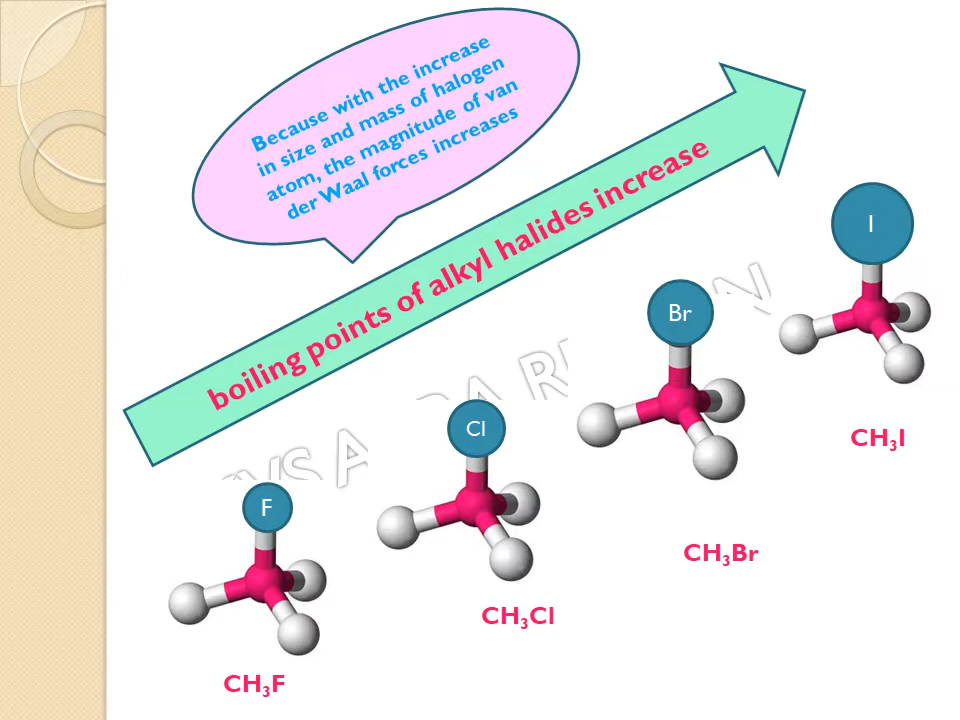 Because with the increase
in size and mass of halogen
atom, the magnitude of van
der Waal forces increases
boiling points of alkyl halides increase
I
Br
Cl
F
CH₃I
CH₃Br
CH₃Cl
CH₃F